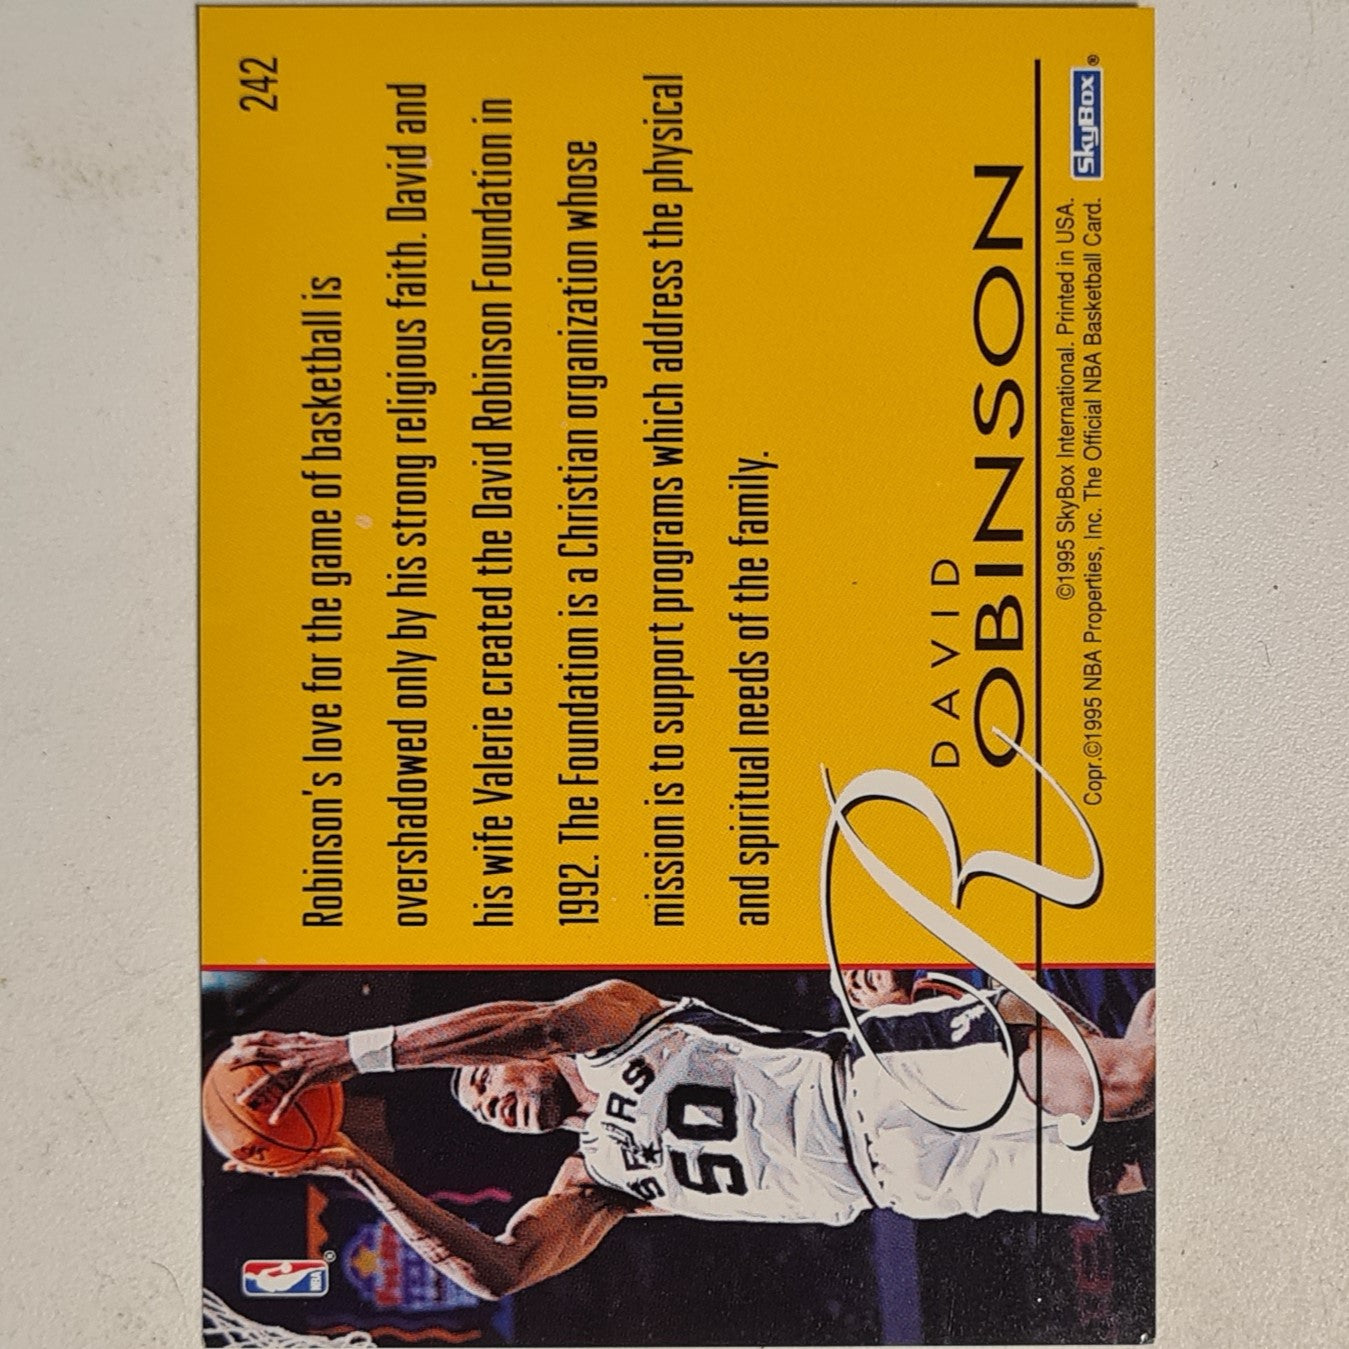 242
Robinson's love for the game of basketball is
overshadowed only by his strong religious faith. David and
his wife Valerie created the David Robinson Foundation in
1992. The Foundation is a Christian organization whose
mission is to support programs which address the physical
and spiritual needs of the family.
DAVID
ROBINSON
©1995 SkyBox International. Printed in USA.
Copr.©1995 NBA Properties, Inc. The Official NBA Basketball Card.
SkyBox®
NBA®
SPURS
50